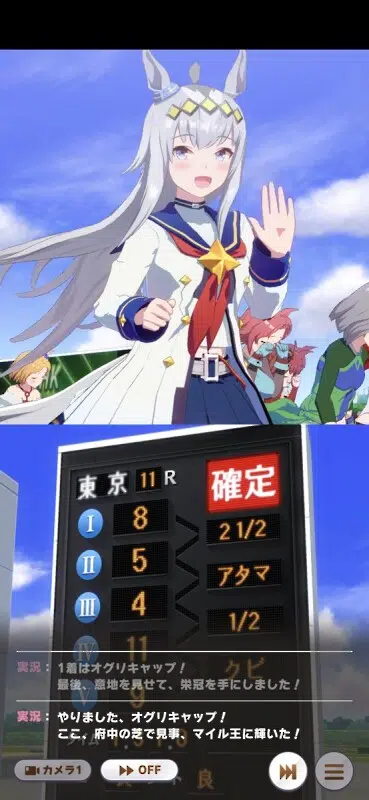 東京 11 R 確定
I 8
2 1/2
II 5
アタマ
III 4
1/2
IV 11
クビ
V 9
実況： 1着はオグリキャップ！
最後、意地を見せて、栄冠を手にしました！
実況： やりました、オグリキャップ！
ここ、府中の芝で見事、マイル王に輝いた！
良
カメラ1
OFF